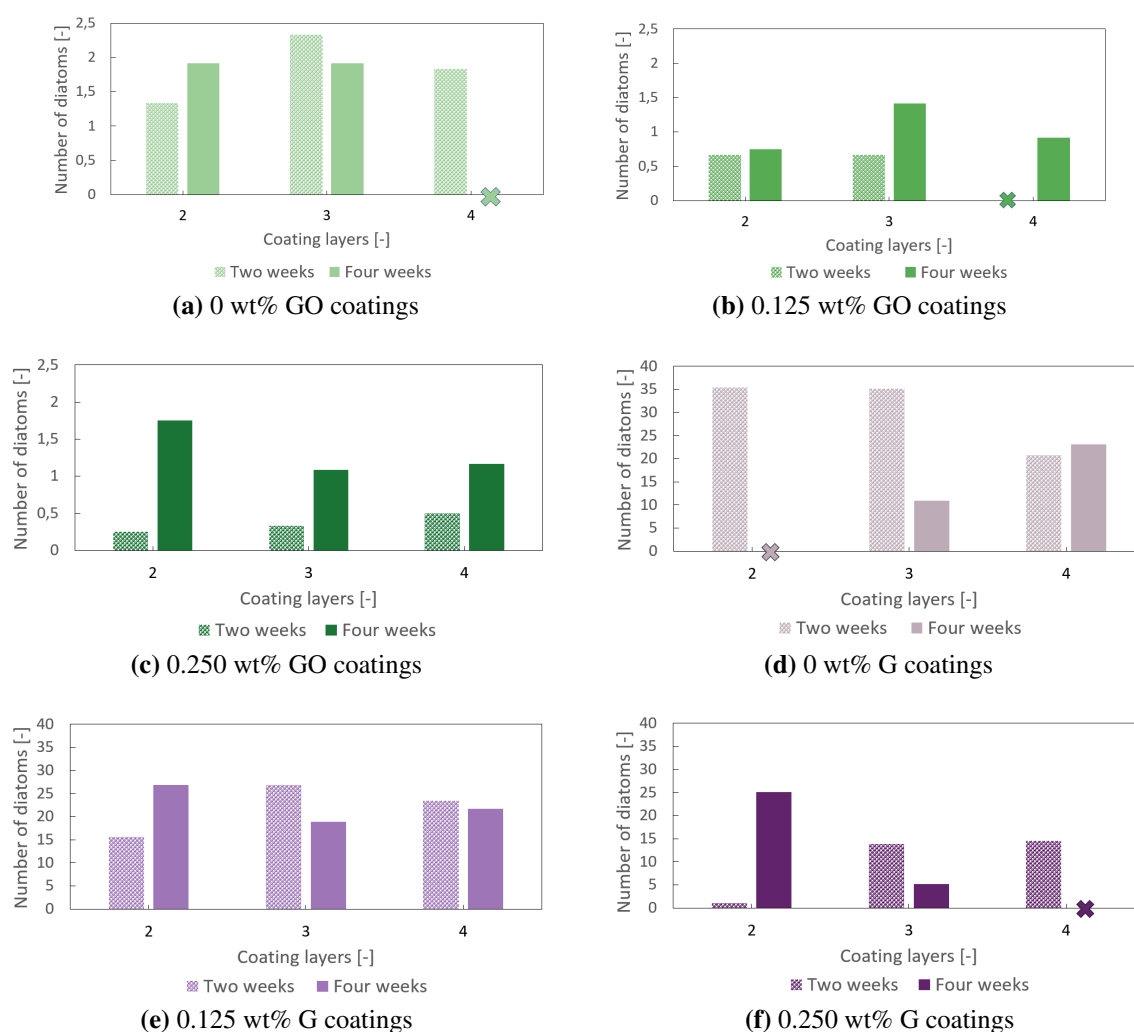 Number of diatoms [-]
2,5
2
1,5
1
0,5
0
2 3 4
Coating layers [-]
Two weeks Four weeks
(a) 0 wt% GO coatings
Number of diatoms [-]
2,5
2
1,5
1
0,5
0
2 3 4
Coating layers [-]
Two weeks Four weeks
(b) 0.125 wt% GO coatings
Number of diatoms [-]
2,5
2
1,5
1
0,5
0
2 3 4
Coating layers [-]
Two weeks Four weeks
(c) 0.250 wt% GO coatings
Number of diatoms [-]
40
35
30
25
20
15
10
5
0
2 3 4
Coating layers [-]
Two weeks Four weeks
(d) 0 wt% G coatings
Number of diatoms [-]
40
35
30
25
20
15
10
5
0
2 3 4
Coating layers [-]
Two weeks Four weeks
(e) 0.125 wt% G coatings
Number of diatoms [-]
40
35
30
25
20
15
10
5
0
2 3 4
Coating layers [-]
Two weeks Four weeks
(f) 0.250 wt% G coatings